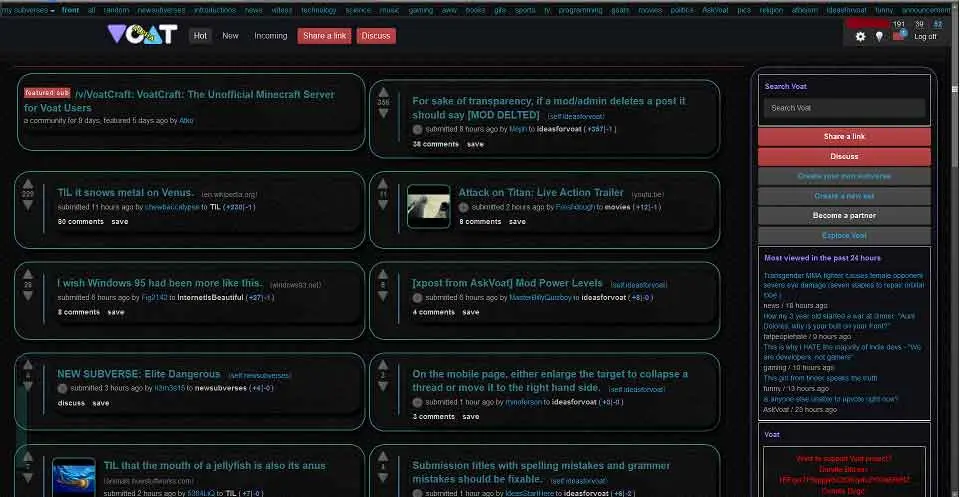 my subverses front all random newsubverses introductions news videos technology science music gaming aww books gifs sports tv programming goats movies politics AskVoat pics religion atheism ideasforvoat funny announcements
VOAT Hot New Incoming Share a link Discuss
191 39 52
Log off
featured sub /v/VoatCraft: VoatCraft: The Unofficial Minecraft Server
for Voat Users
a community for 8 days, featured 5 days ago by Atko
356
For sake of transparency, if a mod/admin deletes a post it
should say [MOD DELTED] (self.ideasforvoat)
submitted 8 hours ago by to ideasforvoat ( +357|-1 )
38 comments save
229
TIL it snows metal on Venus. (en.wikipedia.org)
submitted 11 hours ago by chewbaccalypse to TIL ( +230|-1 )
80 comments save
11
Attack on Titan: Live Action Trailer (youtu.be)
submitted 2 hours ago by to movies ( +12|-1 )
8 comments save
26
I wish Windows 95 had been more like this. (windows93.net)
submitted 6 hours ago by Fig2142 to InternetIsBeautiful ( +27|-1 )
8 comments save
8
[xpost from AskVoat] Mod Power Levels (self.ideasforvoat)
submitted 6 hours ago by MasterBillyQuizboy to ideasforvoat ( +8|-0 )
4 comments save
4
NEW SUBVERSE: Elite Dangerous (self.newsubverses)
submitted 3 hours ago by to newsubverses ( +4|-0 )
discuss save
3
On the mobile page, either enlarge the target to collapse a
thread or move it to the right hand side. (self.ideasforvoat)
submitted 1 hour ago by to ideasforvoat ( +3|-0 )
3 comments save
7
TIL that the mouth of a jellyfish is also its anus
(animals.howstuffworks.com)
submitted 2 hours ago by to TIL ( +7|-0 )
Submission titles with spelling mistakes and grammer
mistakes should be fixable. (self.ideasforvoat)
submitted 1 hour ago by IdeasStartHere to ideasforvoat
Search Voat
Search Voat
Share a link
Discuss
Create your own subverse
Create a new set
Become a partner
Explore Voat
Most viewed in the past 24 hours
Transgender MMA fighter causes female opponent
severe eye damage (seven staples to repair orbital
news / 18 hours ago
How my 3 year old started a war at dinner. "Aunt
Dolores, why is your butt on your front?"
fatpeoplehate / 9 hours ago
This is why I HATE the majority of indie devs - "We
are developers, not gamers"
gaming / 10 hours ago
This girl from tinder speaks the truth
funny / 13 hours ago
Is anyone else unable to upvote right now?
AskVoat / 23 hours ago
Voat
Want to support Voat project?
Donate Bitcoin
Donate Doge